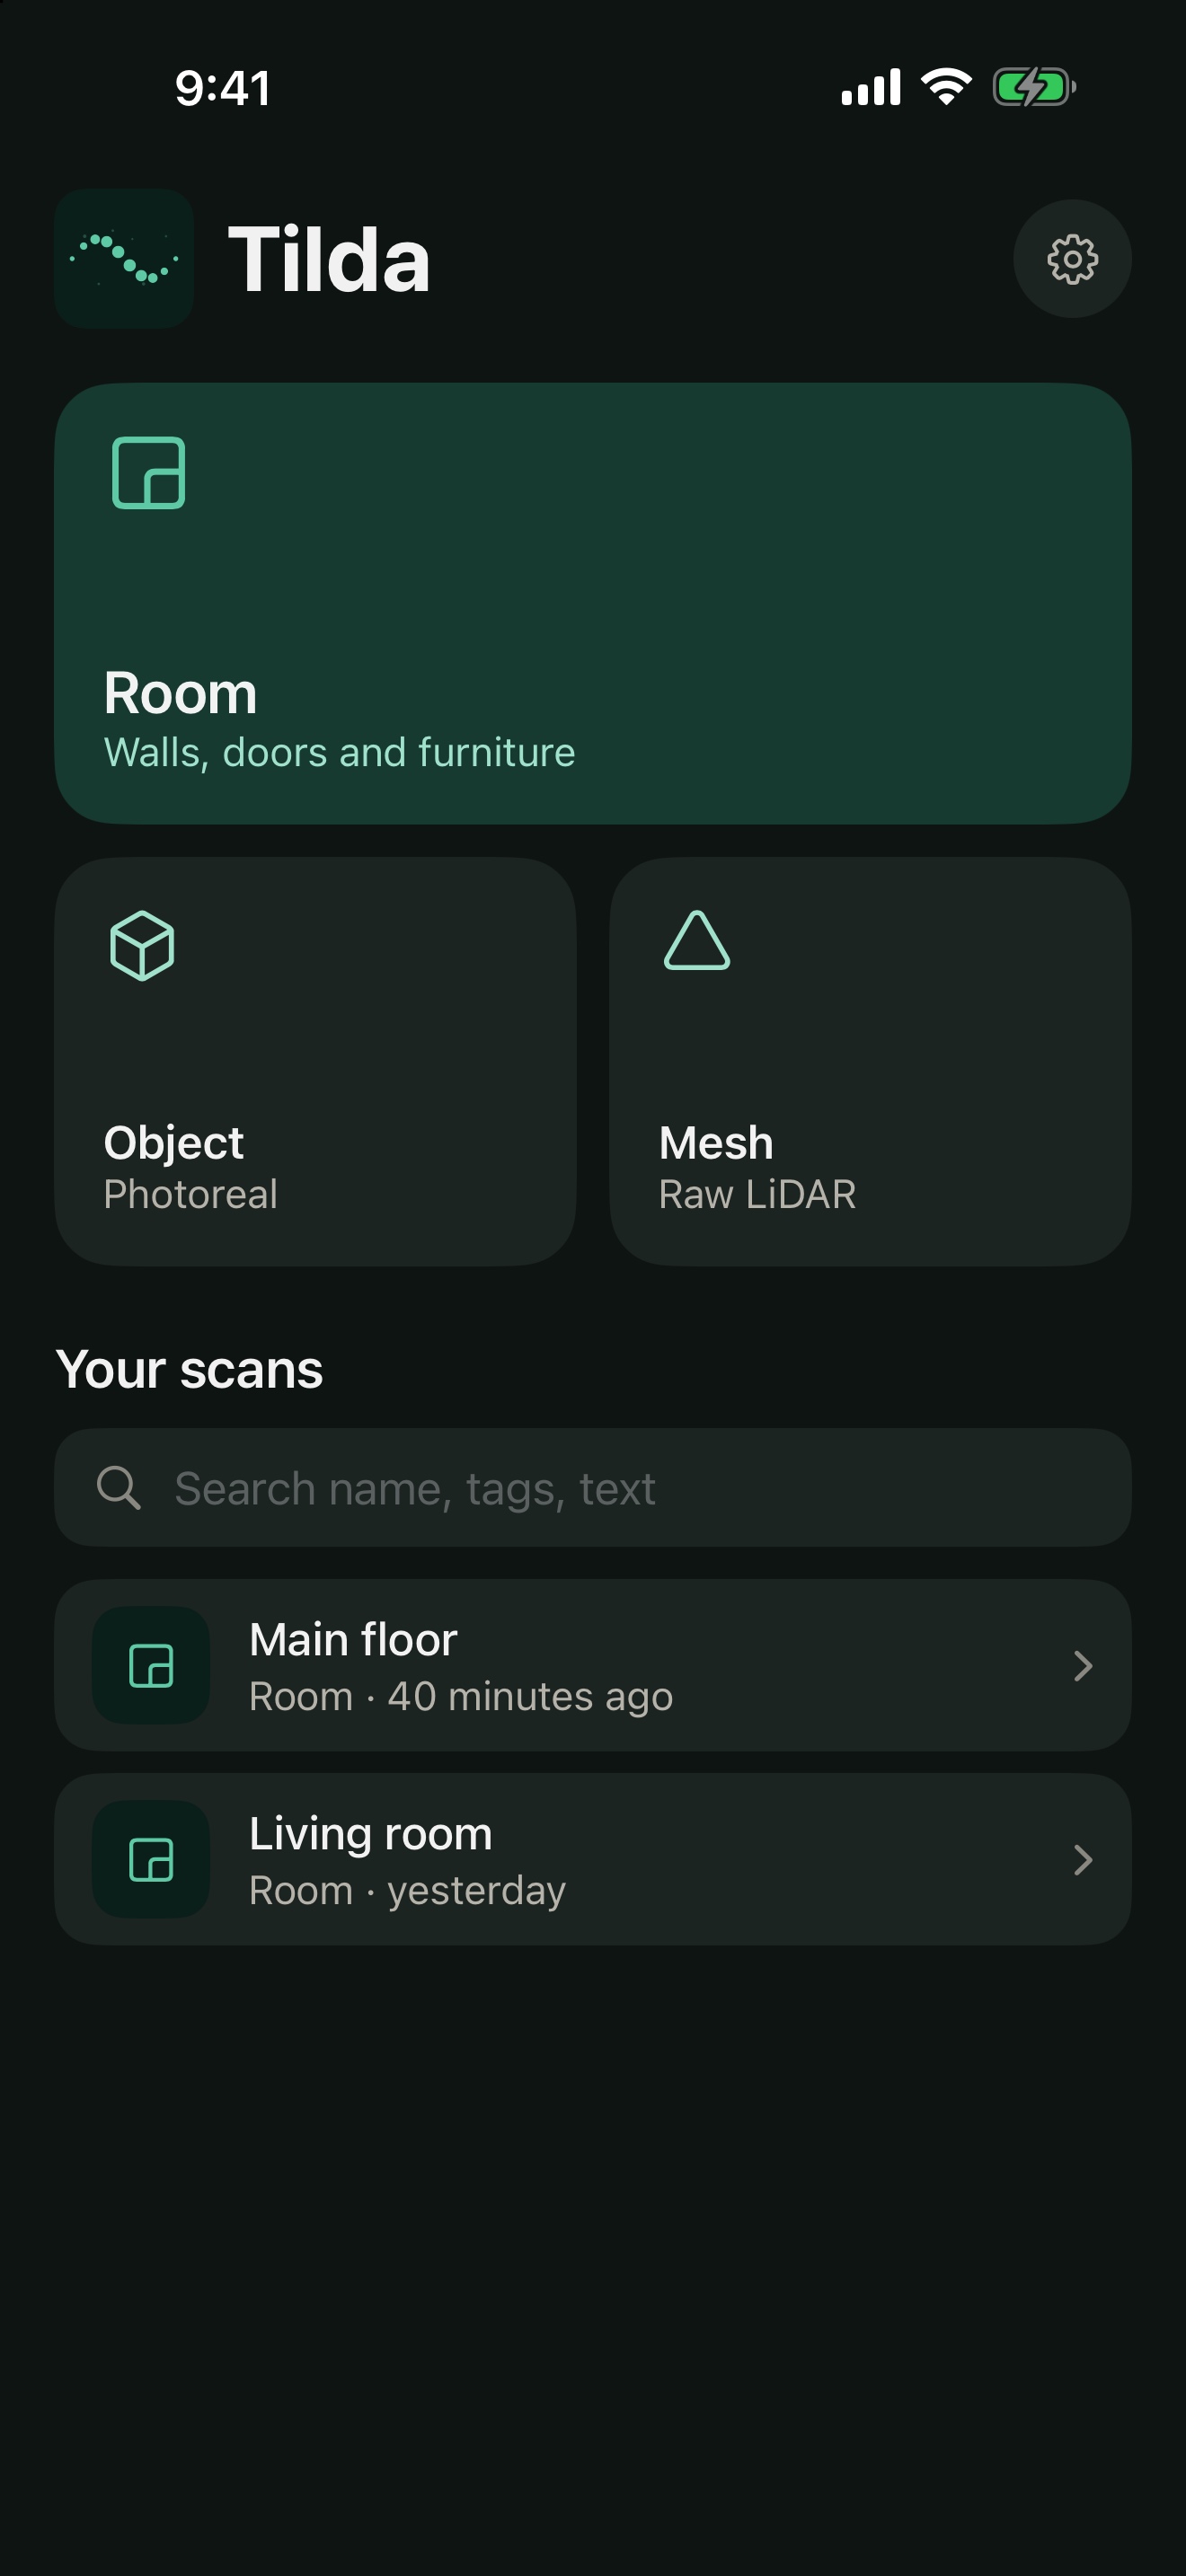 9:41
Tilda
Room
Walls, doors and furniture
Object
Photoreal
Mesh
Raw LiDAR
Your scans
Search name, tags, text
Main floor
Room · 40 minutes ago
Living room
Room · yesterday